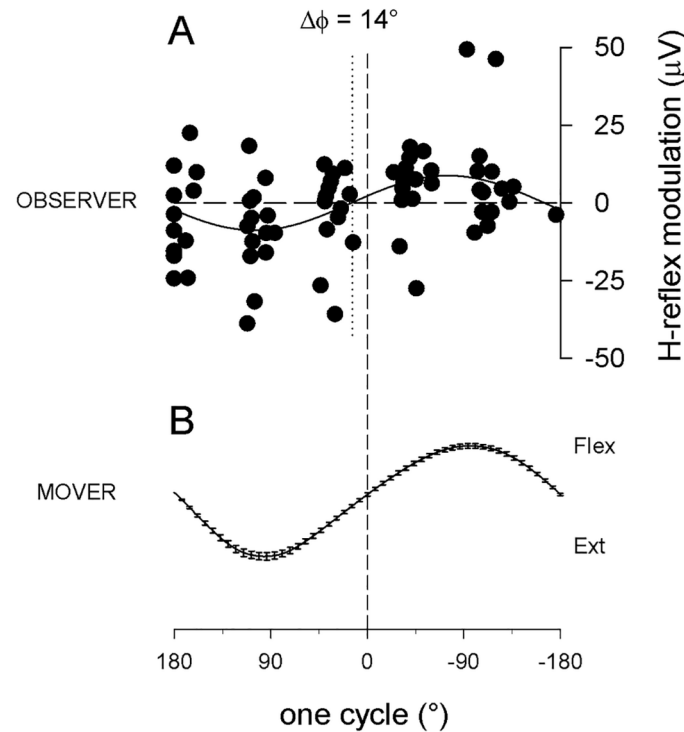 Δϕ = 14°
A
50
25
OBSERVER
0
-25
-50
H-reflex modulation (μV)
B
Flex
MOVER
Ext
180 90 0 -90 -180
one cycle (°)